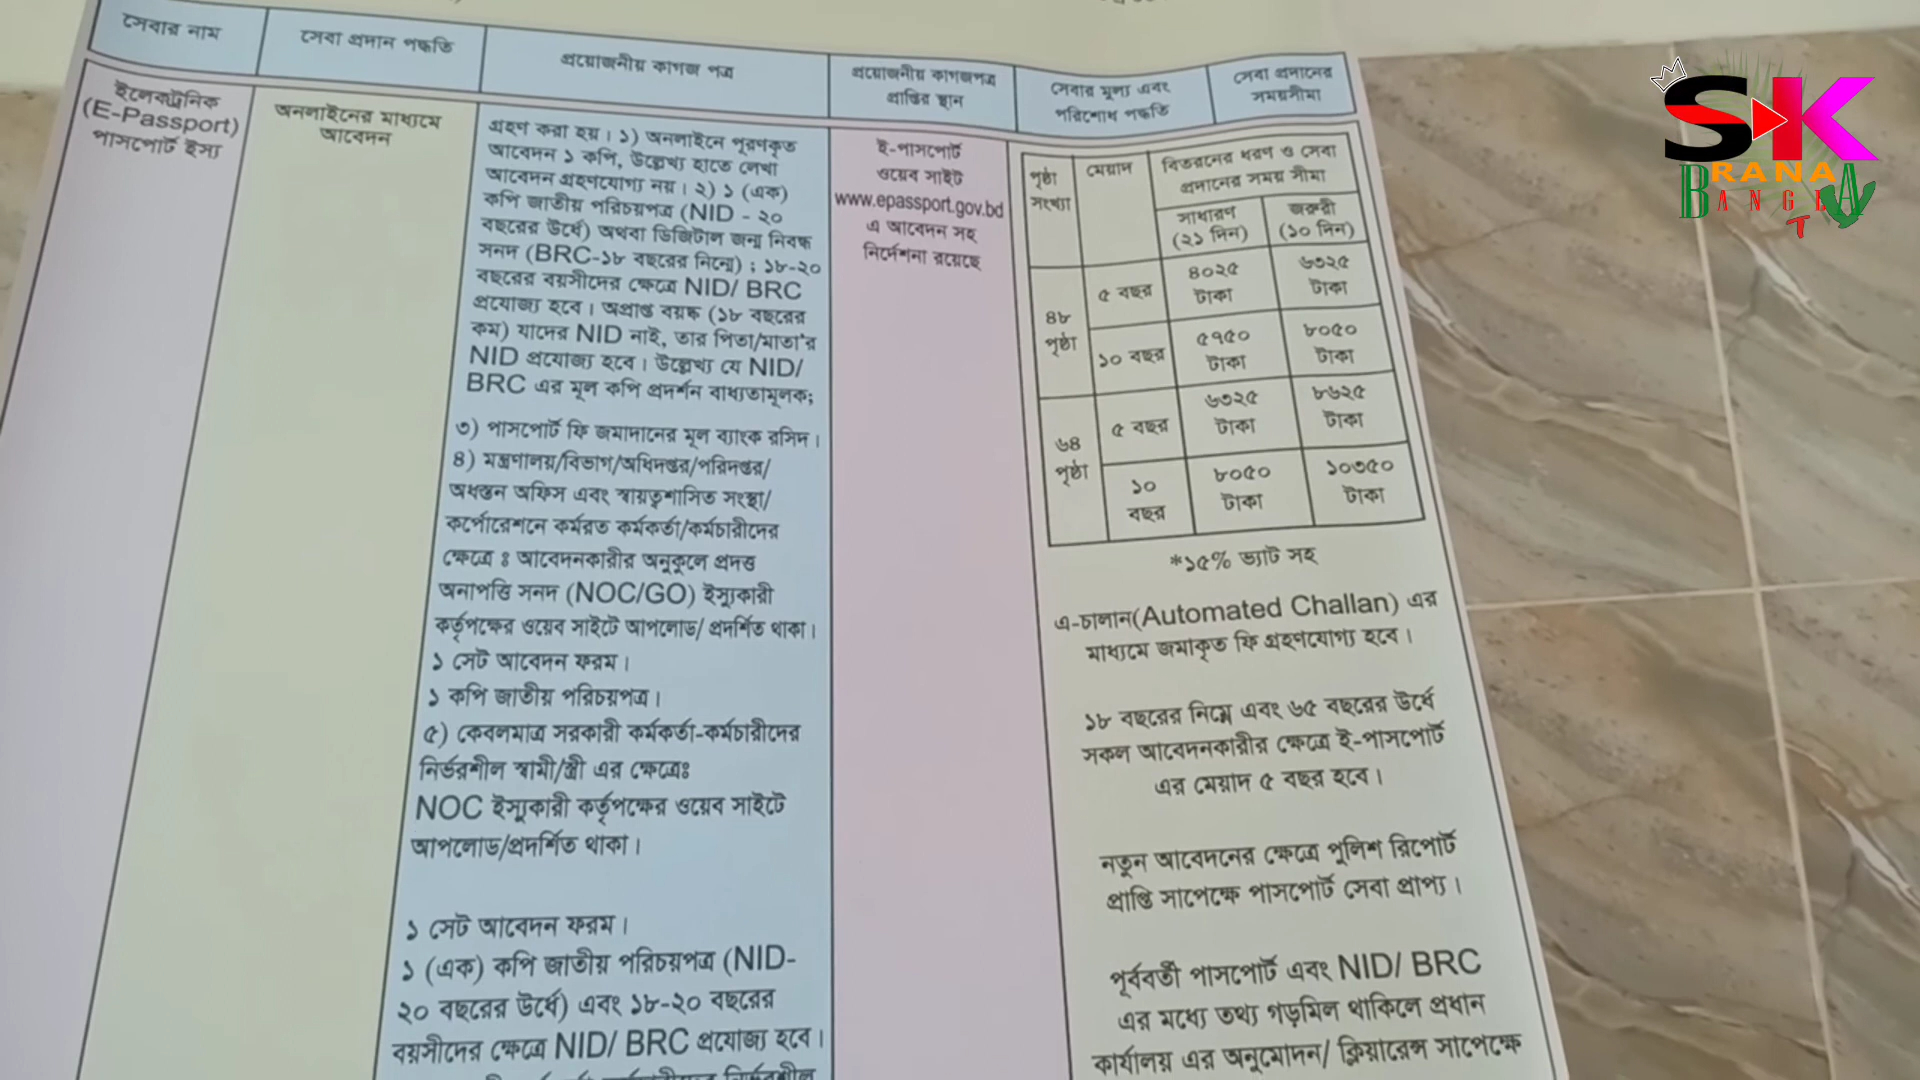 সেবার নাম
সেবা প্রদান পদ্ধতি
প্রয়োজনীয় কাগজ পত্র
প্রয়োজনীয় কাগজপত্র
প্রাপ্তির স্থান
সেবার মূল্য এবং
পরিশোধ পদ্ধতি
সেবা প্রদানের
সময়সীমা
ইলেকট্রনিক
(E-Passport)
পাসপোর্ট ইস্যু
অনলাইনের মাধ্যমে
আবেদন
গ্রহণ করা হয়। ১) অনলাইনে পূরণকৃত
আবেদন ১ কপি, উল্লেখ্য হাতে লেখা
আবেদন গ্রহণযোগ্য নয়। ২) ১ (এক)
কপি জাতীয় পরিচয়পত্র (NID - ২০
বছরের উর্ধে) অথবা ডিজিটাল জন্ম নিবন্ধ
সনদ (BRC-১৮ বছরের নিম্নে) ; ১৮-২০
বছরের বয়সীদের ক্ষেত্রে NID/ BRC
প্রযোজ্য হবে। অপ্রাপ্ত বয়স্ক (১৮ বছরের
কম) যাদের NID নাই, তার পিতা/মাতা'র
NID প্রযোজ্য হবে। উল্লেখ্য যে NID/
BRC এর মূল কপি প্রদর্শন বাধ্যতামূলক;
৩) পাসপোর্ট ফি জমাদানের মূল ব্যাংক রসিদ।
৪) মন্ত্রণালয়/বিভাগ/অধিদপ্তর/পরিদপ্তর/
অধস্তন অফিস এবং স্বায়ত্বশাসিত সংস্থা/
কর্পোরেশনে কর্মরত কর্মকর্তা/কর্মচারীদের
ক্ষেত্রে ঃ আবেদনকারীর অনুকুলে প্রদত্ত
অনাপত্তি সনদ (NOC/GO) ইস্যুকারী
কর্তৃপক্ষের ওয়েব সাইটে আপলোড/ প্রদর্শিত থাকা।
১ সেট আবেদন ফরম।
১ কপি জাতীয় পরিচয়পত্র।
৫) কেবলমাত্র সরকারী কর্মকর্তা-কর্মচারীদের
নির্ভরশীল স্বামী/স্ত্রী এর ক্ষেত্রেঃ
NOC ইস্যুকারী কর্তৃপক্ষের ওয়েব সাইটে
আপলোড/প্রদর্শিত থাকা।
১ সেট আবেদন ফরম।
১ (এক) কপি জাতীয় পরিচয়পত্র (NID-
২০ বছরের উর্ধে) এবং ১৮-২০ বছরের
বয়সীদের ক্ষেত্রে NID/ BRC প্রযোজ্য হবে।
ই-পাসপোর্ট
ওয়েব সাইট
www.epassport.gov.bd
এ আবেদন সহ
নির্দেশনা রয়েছে
পৃষ্ঠা
সংখ্যা
মেয়াদ
বিতরনের ধরণ ও সেবা
প্রদানের সময় সীমা
সাধারণ
(২১ দিন)
জরুরী
(১০ দিন)
৪৮
পৃষ্ঠা
৫ বছর
৪০২৫
টাকা
৬৩২৫
টাকা
১০ বছর
৫৭৫০
টাকা
৮০৫০
টাকা
৬৪
পৃষ্ঠা
৫ বছর
৬৩২৫
টাকা
৮৬২৫
টাকা
১০
বছর
৮০৫০
টাকা
১০৩৫০
টাকা
*১৫% ভ্যাট সহ
এ-চালান(Automated Challan) এর
মাধ্যমে জমাকৃত ফি গ্রহণযোগ্য হবে।
১৮ বছরের নিম্নে এবং ৬৫ বছরের উর্ধে
সকল আবেদনকারীর ক্ষেত্রে ই-পাসপোর্ট
এর মেয়াদ ৫ বছর হবে।
নতুন আবেদনের ক্ষেত্রে পুলিশ রিপোর্ট
প্রাপ্তি সাপেক্ষে পাসপোর্ট সেবা প্রাপ্য।
পূর্ববর্তী পাসপোর্ট এবং NID/ BRC
এর মধ্যে তথ্য গড়মিল থাকিলে প্রধান
কার্যালয় এর অনুমোদন/ ক্লিয়ারেন্স সাপেক্ষে
SK
RANA
BANGLA
TV